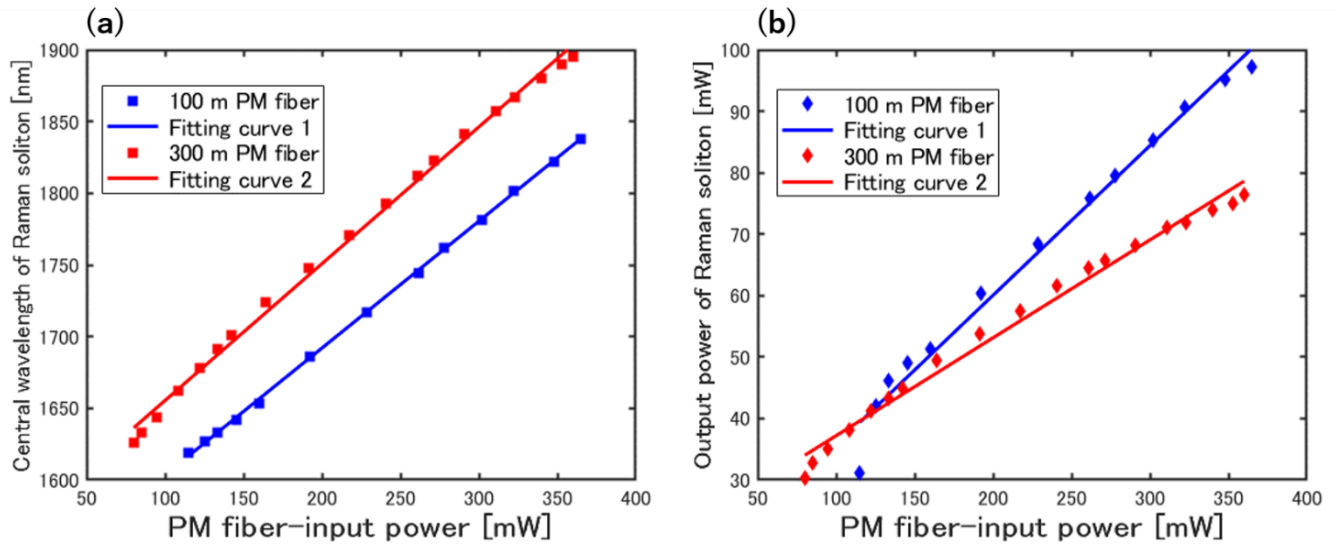 (a)
Central wavelength of Raman soliton [nm]
1900
1850
1800
1750
1700
1650
1600
100 m PM fiber
Fitting curve 1
300 m PM fiber
Fitting curve 2
50 100 150 200 250 300 350 400
PM fiber-input power [mW]
(b)
Output power of Raman soliton [mW]
100
90
80
70
60
50
40
30
100 m PM fiber
Fitting curve 1
300 m PM fiber
Fitting curve 2
50 100 150 200 250 300 350 400
PM fiber-input power [mW]